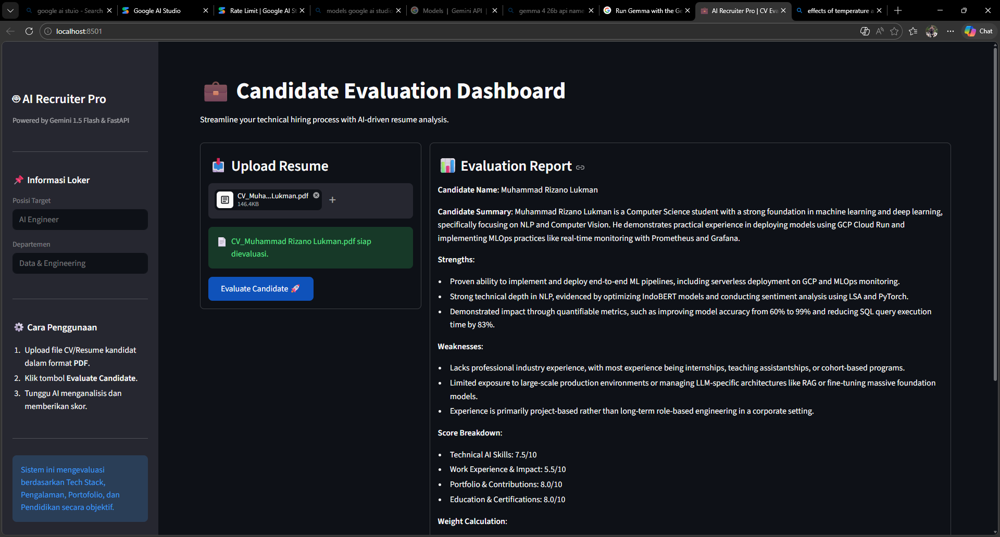 google ai stuio - Search
Google AI Studio
Rate Limit | Google AI St
models google ai studio
Models | Gemini API |
gemma 4 26b api name
Run Gemma with the Ge
AI Recruiter Pro | CV Eva
effects of temperature a
localhost:8501
Chat
AI Recruiter Pro
Powered by Gemini 1.5 Flash & FastAPI
Informasi Loker
Posisi Target
AI Engineer
Departemen
Data & Engineering
Cara Penggunaan
1. Upload file CV/Resume kandidat
dalam format PDF.
2. Klik tombol Evaluate Candidate.
3. Tunggu AI menganalisis dan
memberikan skor.
Sistem ini mengevaluasi
berdasarkan Tech Stack,
Pengalaman, Portofolio, dan
Pendidikan secara objektif.
Candidate Evaluation Dashboard
Streamline your technical hiring process with AI-driven resume analysis.
Upload Resume
CV_Muha...Lukman.pdf
146.4KB
CV_Muhammad Rizano Lukman.pdf siap
dievaluasi.
Evaluate Candidate
Evaluation Report
Candidate Name: Muhammad Rizano Lukman
Candidate Summary: Muhammad Rizano Lukman is a Computer Science student with a strong foundation in machine learning and deep learning,
specifically focusing on NLP and Computer Vision. He demonstrates practical experience in deploying models using GCP Cloud Run and
implementing MLOps practices like real-time monitoring with Prometheus and Grafana.
Strengths:
• Proven ability to implement and deploy end-to-end ML pipelines, including serverless deployment on GCP and MLOps monitoring.
• Strong technical depth in NLP, evidenced by optimizing IndoBERT models and conducting sentiment analysis using LSA and PyTorch.
• Demonstrated impact through quantifiable metrics, such as improving model accuracy from 60% to 99% and reducing SQL query execution
time by 83%.
Weaknesses:
• Lacks professional industry experience, with most experience being internships, teaching assistantships, or cohort-based programs.
• Limited exposure to large-scale production environments or managing LLM-specific architectures like RAG or fine-tuning massive foundation
models.
• Experience is primarily project-based rather than long-term role-based engineering in a corporate setting.
Score Breakdown:
• Technical AI Skills: 7.5/10
• Work Experience & Impact: 5.5/10
• Portfolio & Contributions: 8.0/10
• Education & Certifications: 8.0/10
Weight Calculation: